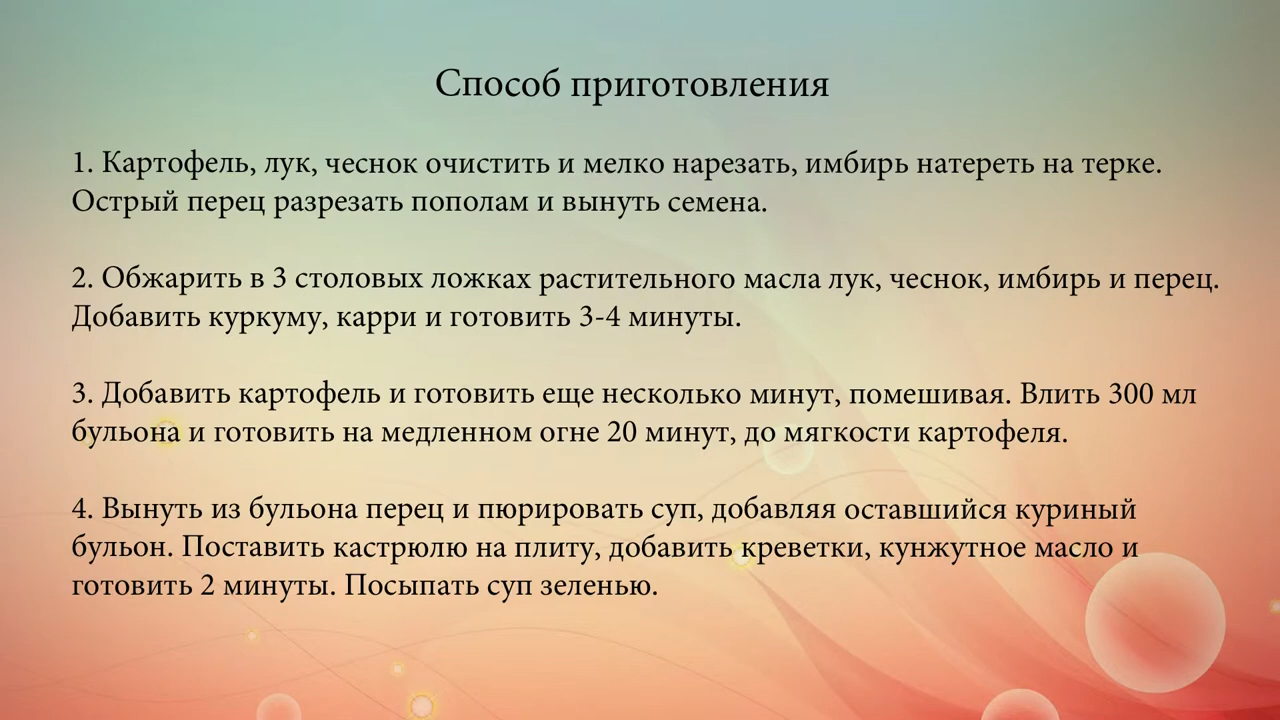 Способ приготовления
1. Картофель, лук, чеснок очистить и мелко нарезать, имбирь натереть на терке.
Острый перец разрезать пополам и вынуть семена.
2. Обжарить в 3 столовых ложках растительного масла лук, чеснок, имбирь и перец.
Добавить куркуму, карри и готовить 3-4 минуты.
3. Добавить картофель и готовить еще несколько минут, помешивая. Влить 300 мл
бульона и готовить на медленном огне 20 минут, до мягкости картофеля.
4. Вынуть из бульона перец и пюрировать суп, добавляя оставшийся куриный
бульон. Поставить кастрюлю на плиту, добавить креветки, кунжутное масло и
готовить 2 минуты. Посыпать суп зеленью.